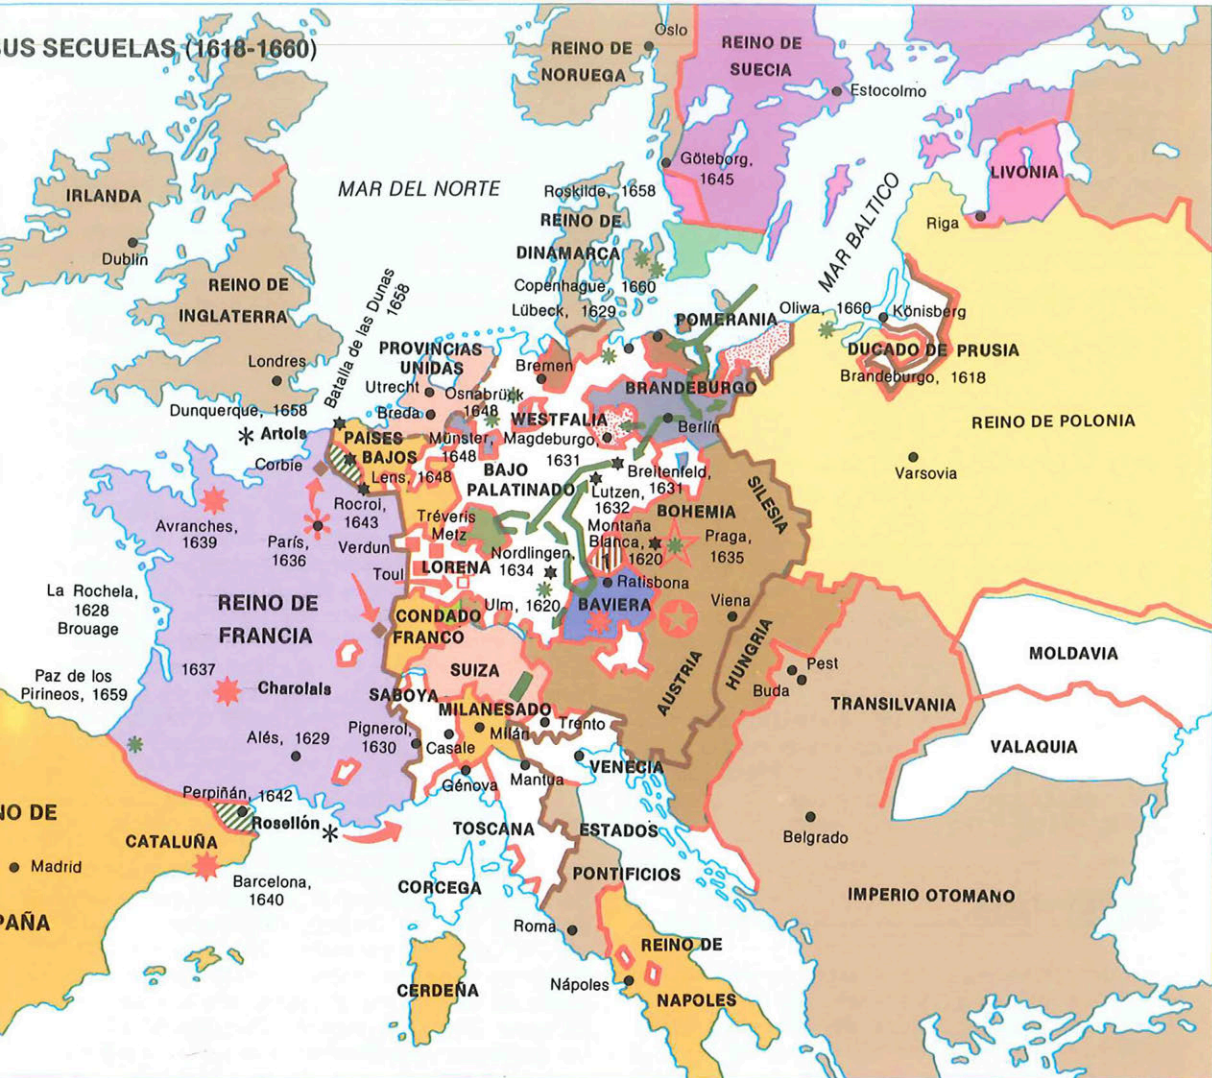 SUS SECUELAS (1618-1660)
Oslo
REINO DE
NORUEGA
REINO DE
SUECIA
Estocolmo
Göteborg,
1645
LIVONIA
Riga
IRLANDA
Dublin
MAR DEL NORTE
Roskilde, 1658
REINO DE
DINAMARCA
Copenhague, 1660
Lübeck, 1629
MAR BALTICO
REINO DE
INGLATERRA
Londres
Batalla de las Dunas
1658
PROVINCIAS
UNIDAS
Utrecht
Breda
Osnabrück
1648
Bremen
POMERANIA
Oliwa, 1660
Könisberg
DUCADO DE PRUSIA
Brandeburgo, 1618
BRANDEBURGO
Berlín
REINO DE POLONIA
Varsovia
Dunquerque, 1658
Artols
Corbie
PAÍSES
BAJOS
Lens, 1648
Münster,
1648
WESTFALIA
Magdeburgo,
1631
BAJO
PALATINADO
Breitenfeld,
1631
Lutzen,
1632
SILESIA
BOHEMIA
Montaña
Blanca,
1620
Praga,
1635
Rocroi,
1643
Tréveris
Metz
Avranches,
1639
París,
1636
Verdun
Toul
LORENA
Nordlingen,
1634
Ratisbona
La Rochela,
1628
Brouage
REINO DE
FRANCIA
CONDADO
FRANCO
Ulm, 1620
BAVIERA
Viena
HUNGRIA
AUSTRIA
Pest
Buda
MOLDAVIA
TRANSILVANIA
VALAQUIA
Paz de los
Pirineos, 1659
1637
Charolals
SUIZA
SABOYA
MILANESADO
Milán
Trento
Alés, 1629
Pignerol,
1630
Casale
Génova
Mantua
VENECIA
Perpiñán, 1642
Rosellón
NO DE
Madrid
PAÑA
CATALUÑA
Barcelona,
1640
TOSCANA
ESTADOS
PONTIFICIOS
Belgrado
IMPERIO OTOMANO
CORCEGA
Roma
CERDEÑA
REINO DE
NAPOLES
Nápoles